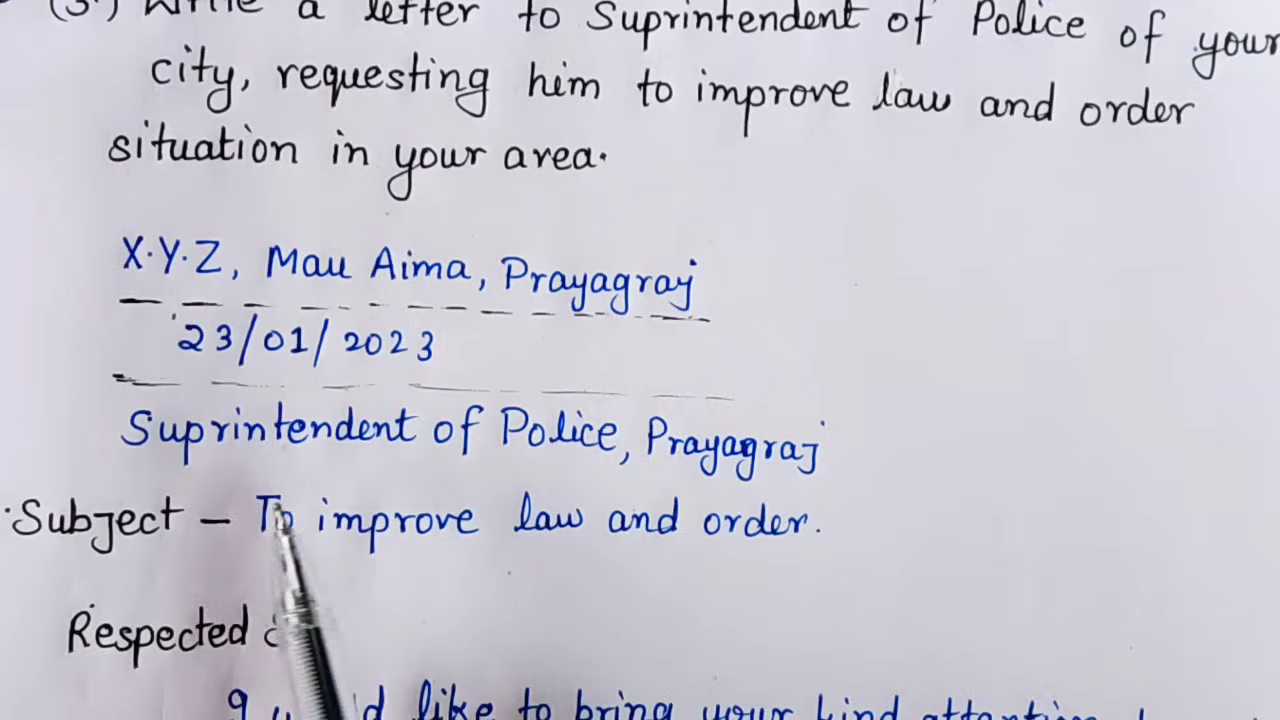 (3.) Write a letter to Suprintendent of Police of your
city, requesting him to improve law and order
situation in your area.
X.Y.Z, Mau Aima, Prayagraj
23/01/2023
Suprintendent of Police, Prayagraj
Subject - To improve law and order.
Respected
like to bring your kind attention